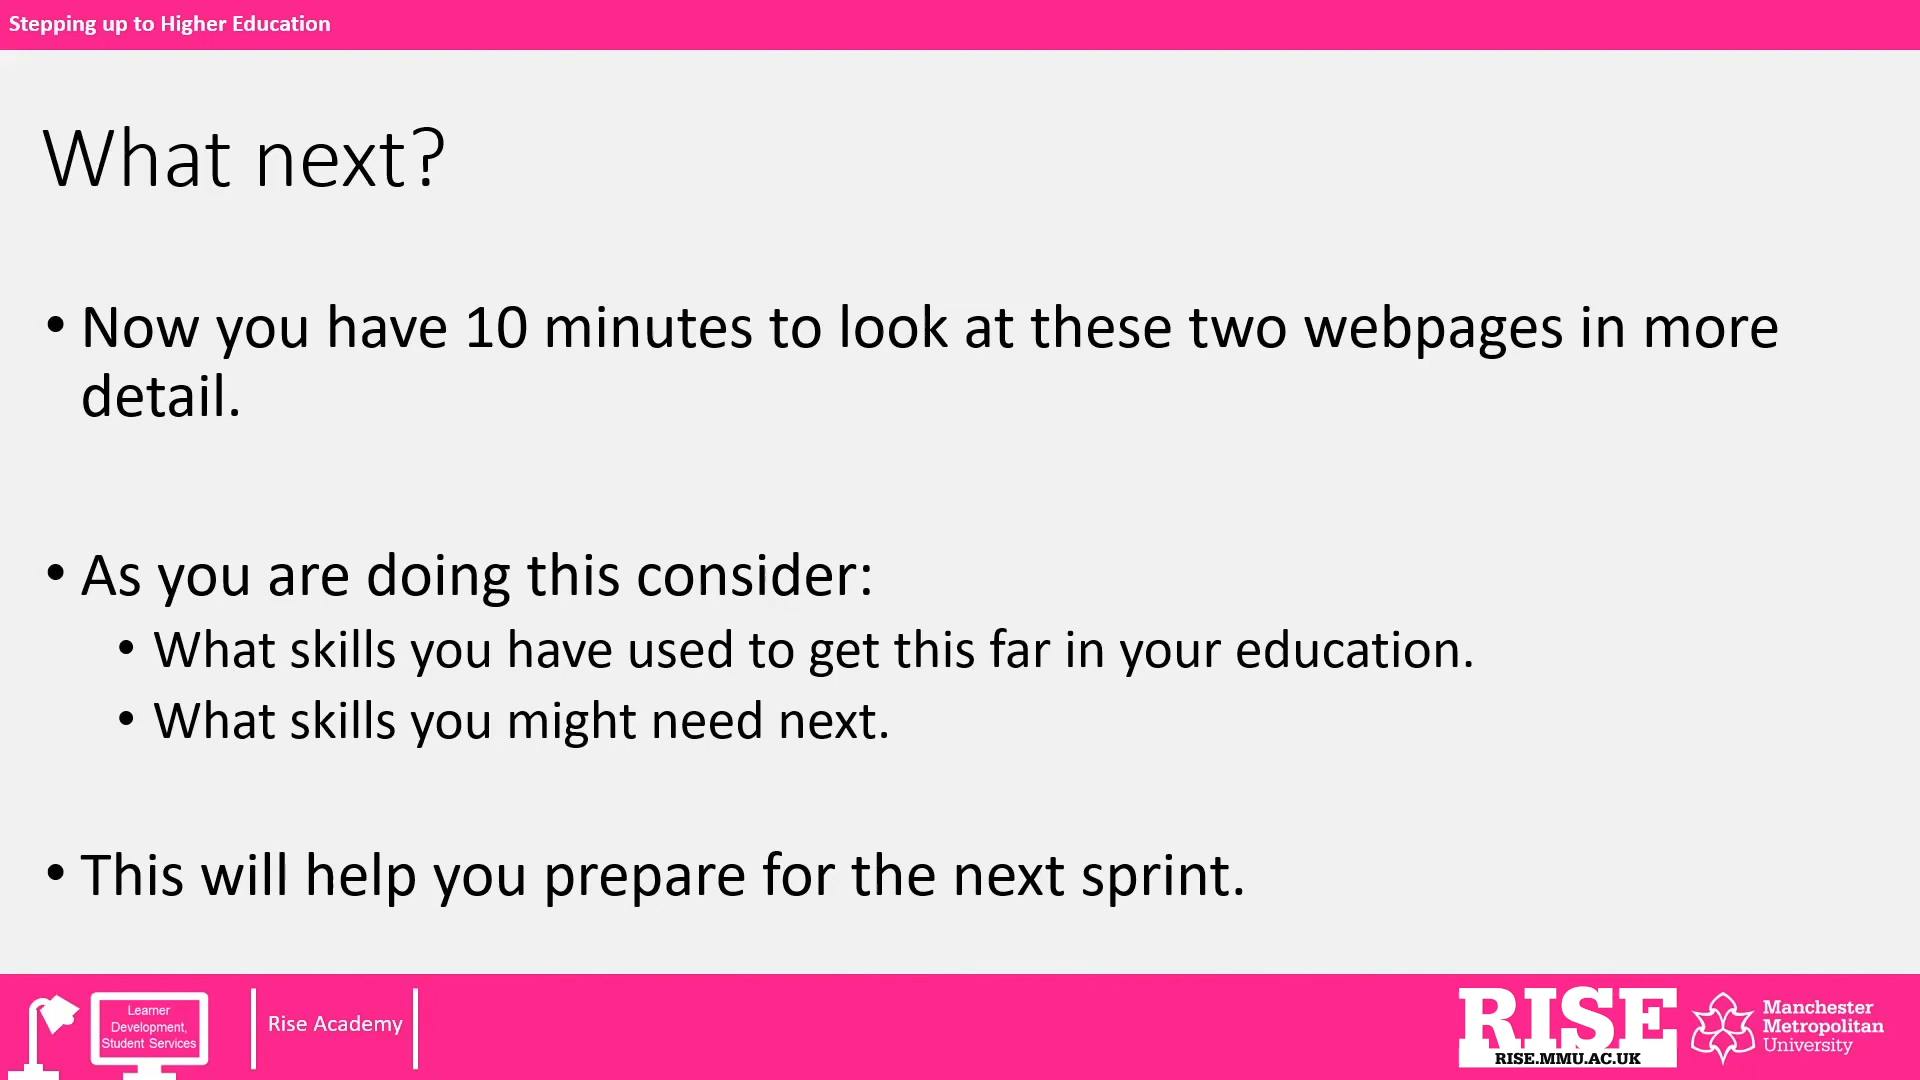 Stepping up to Higher Education
What next?
• Now you have 10 minutes to look at these two webpages in more
detail.
• As you are doing this consider:
• What skills you have used to get this far in your education.
• What skills you might need next.
• This will help you prepare for the next sprint.
Learner
Development,
Student Services
Rise Academy
RISE
RISE.MMU.AC.UK
Manchester
Metropolitan
University